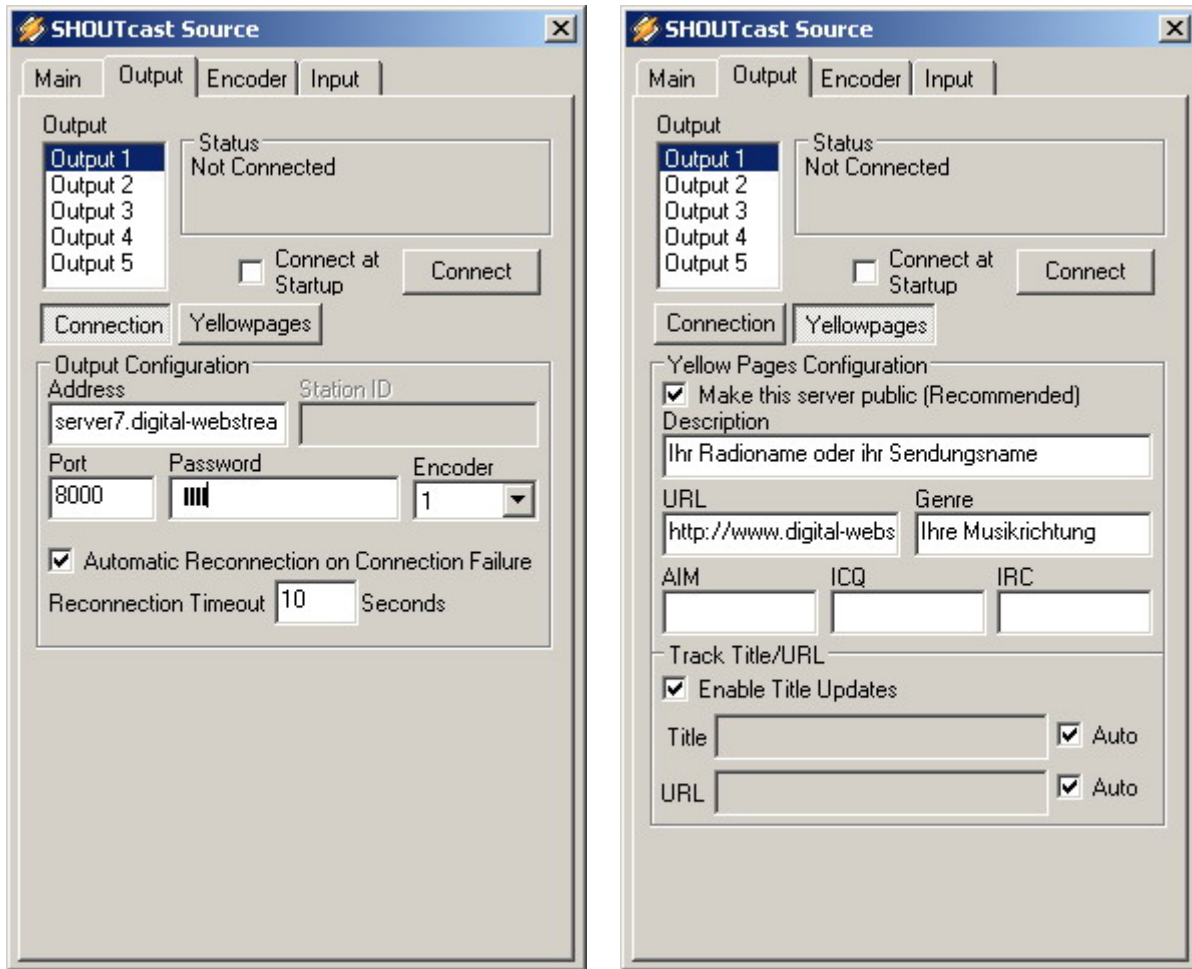 SHOUTcast Source
Main Output Encoder Input
Output
Output 1
Output 2
Output 3
Output 4
Output 5
Status
Not Connected
Connect at
Startup
Connect
Connection Yellowpages
Output Configuration
Address Station ID
server7.digital-webstrea
Port Password Encoder
8000 1
Automatic Reconnection on Connection Failure
Reconnection Timeout 10 Seconds
SHOUTcast Source
Main Output Encoder Input
Output
Output 1
Output 2
Output 3
Output 4
Output 5
Status
Not Connected
Connect at
Startup
Connect
Connection Yellowpages
Yellow Pages Configuration
Make this server public (Recommended)
Description
Ihr Radioname oder ihr Sendungsname
URL Genre
http://www.digital-webs Ihre Musikrichtung
AIM ICQ IRC
Track Title/URL
Enable Title Updates
Title Auto
URL Auto